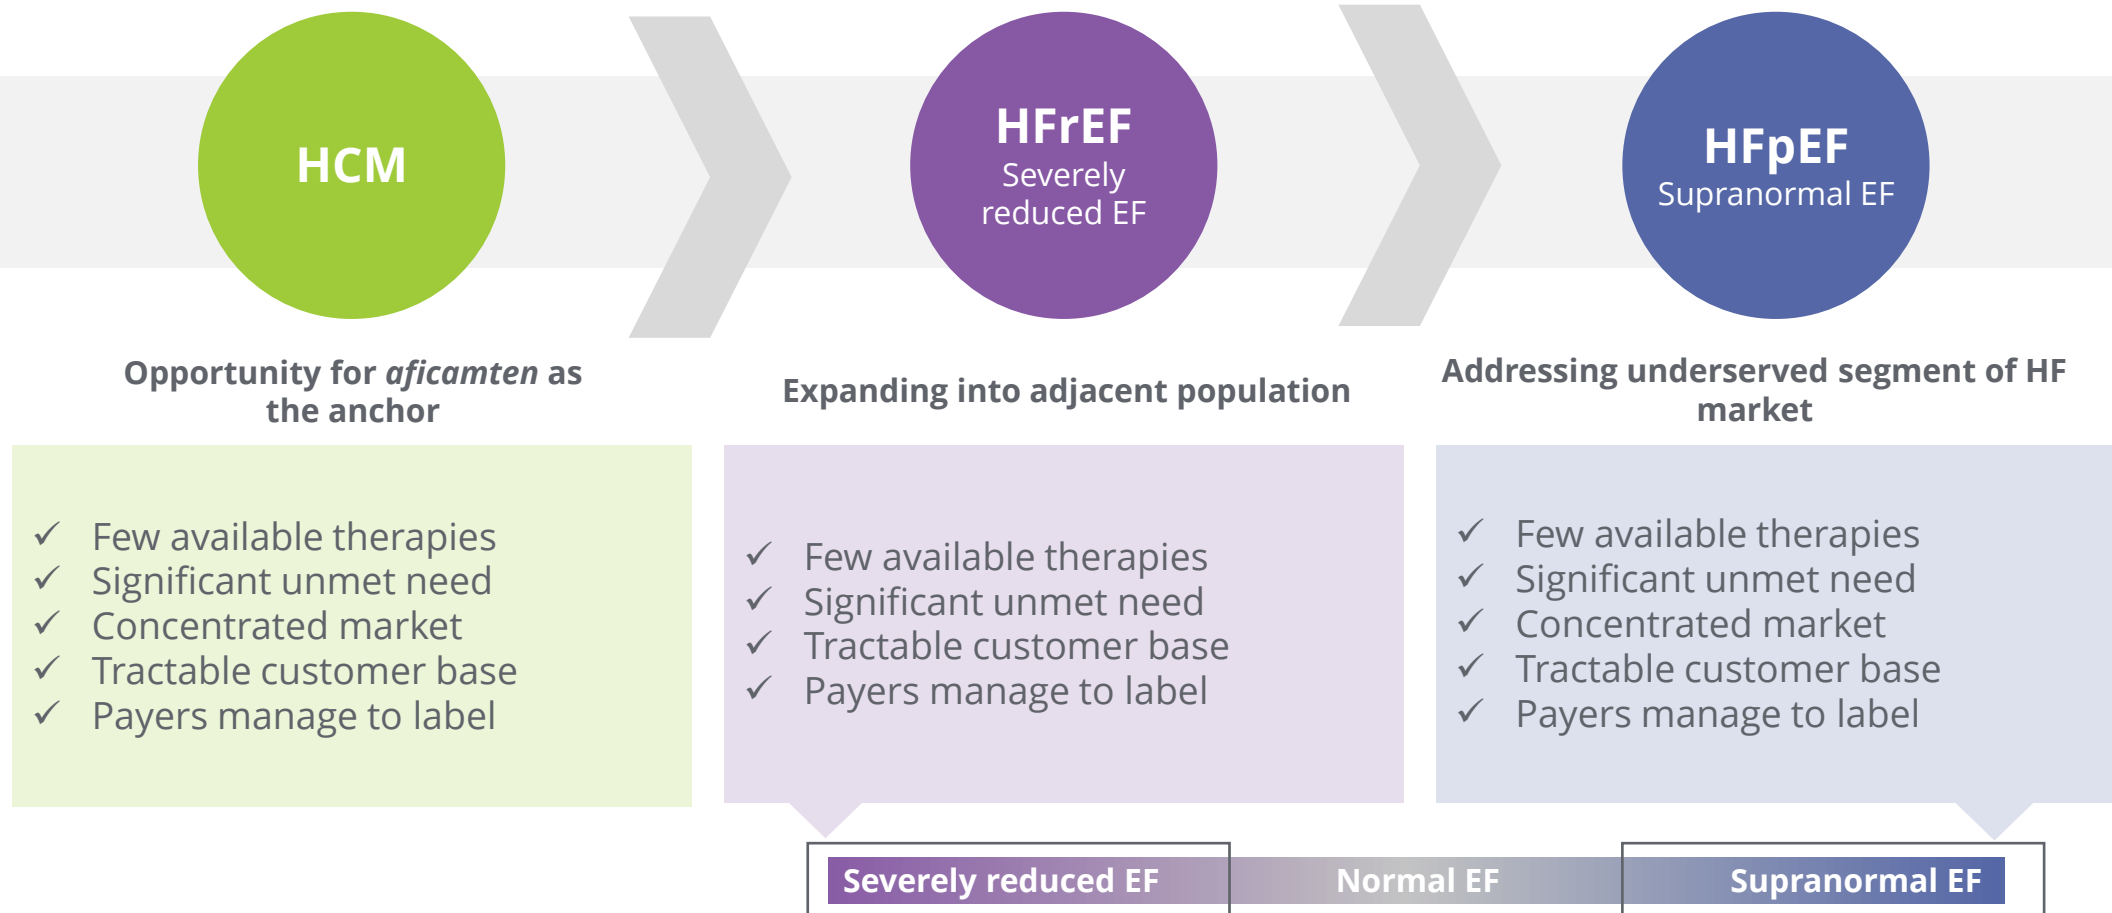 HCM
HFrEF
Severely
reduced EF
HFpEF
Supranormal EF
Opportunity for aficamten as
the anchor
Expanding into adjacent population
Addressing underserved segment of HF
market
✓ Few available therapies
✓ Significant unmet need
✓ Concentrated market
✓ Tractable customer base
✓ Payers manage to label
✓ Few available therapies
✓ Significant unmet need
✓ Tractable customer base
✓ Payers manage to label
✓ Few available therapies
✓ Significant unmet need
✓ Concentrated market
✓ Tractable customer base
✓ Payers manage to label
Severely reduced EF
Normal EF
Supranormal EF